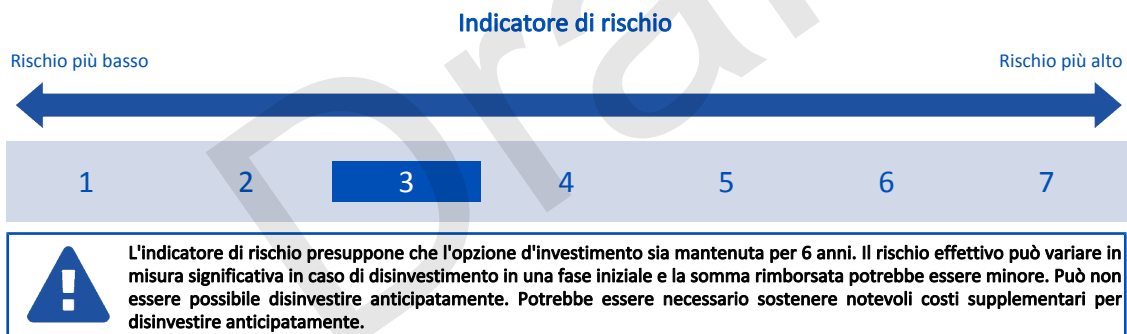 Indicatore di rischio
Rischio più basso
Rischio più alto
1 2 3 4 5 6 7
L'indicatore di rischio presuppone che l'opzione d'investimento sia mantenuta per 6 anni. Il rischio effettivo può variare in
misura significativa in caso di disinvestimento in una fase iniziale e la somma rimborsata potrebbe essere minore. Può non
essere possibile disinvestire anticipatamente. Potrebbe essere necessario sostenere notevoli costi supplementari per
disinvestire anticipatamente.